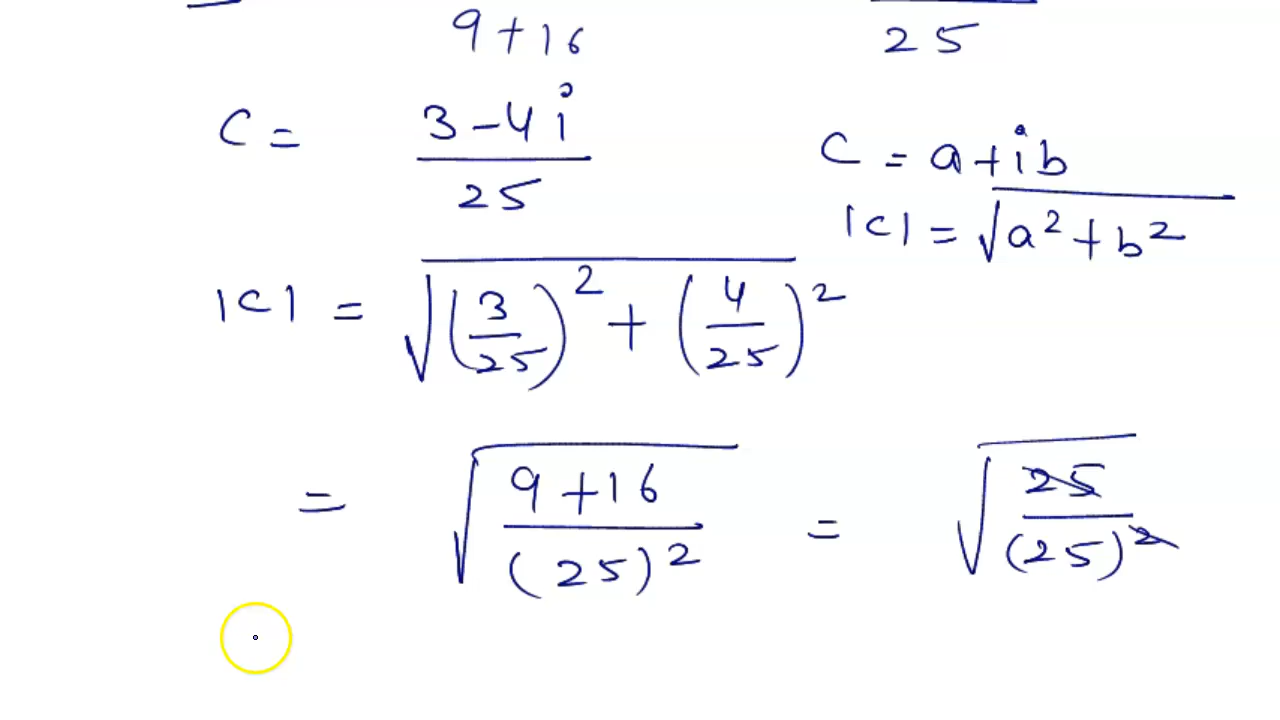 9 + 16
25
C = (3 - 4i)/25
C = a + ib
|C| = √(a² + b²)
|C| = √((3/25)² + (4/25)²)
= √((9 + 16)/(25)²) = √(25/(25)²)